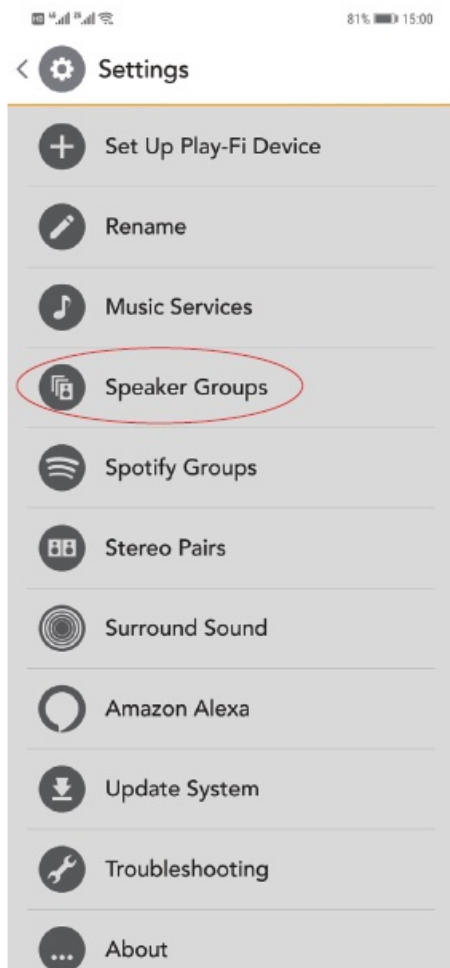 81% 15:00
Settings
Set Up Play-Fi Device
Rename
Music Services
Speaker Groups
Spotify Groups
Stereo Pairs
Surround Sound
Amazon Alexa
Update System
Troubleshooting
About